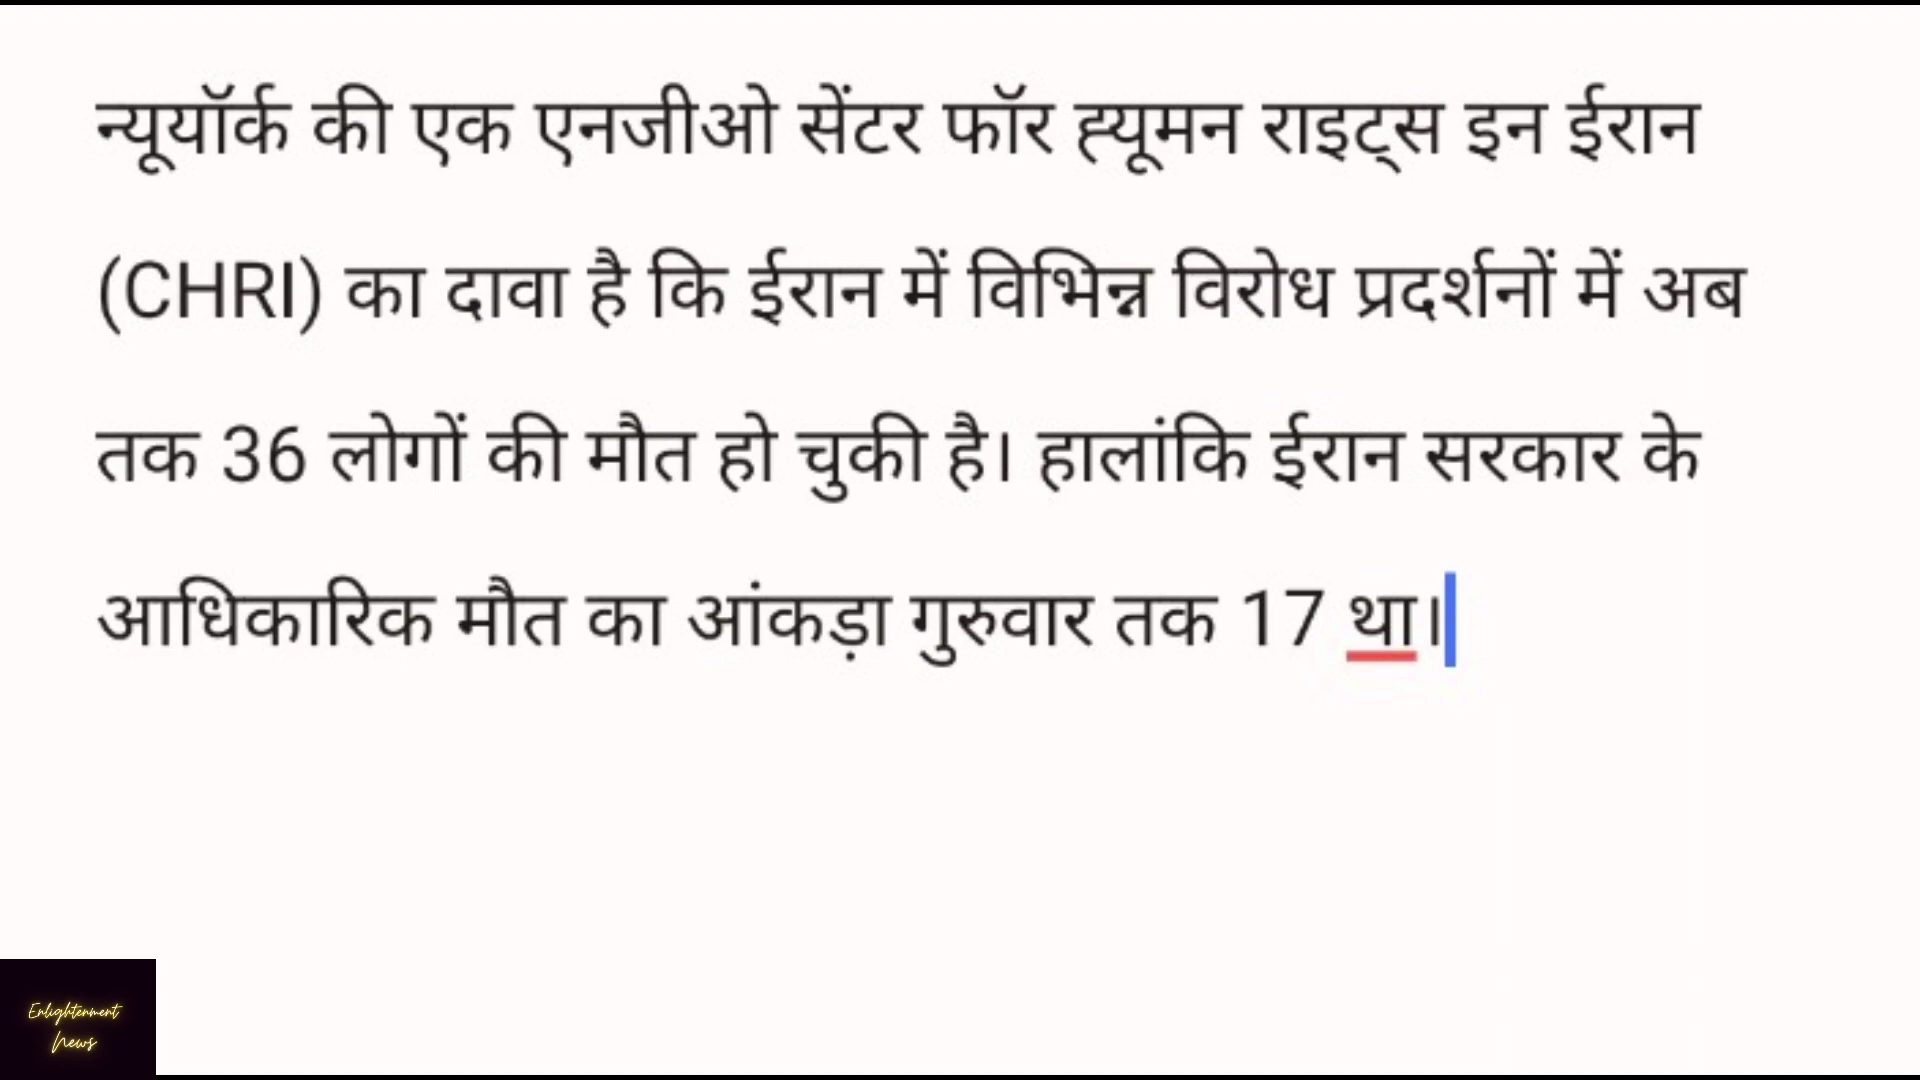 न्यूयॉर्क की एक एनजीओ सेंटर फॉर ह्यूमन राइट्स इन ईरान
(CHRI) का दावा है कि ईरान में विभिन्न विरोध प्रदर्शनों में अब
तक 36 लोगों की मौत हो चुकी है। हालांकि ईरान सरकार के
आधिकारिक मौत का आंकड़ा गुरुवार तक 17 था।
Enlightenment
News